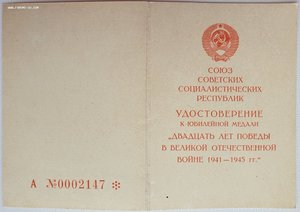 А №0002147 ✻
СОЮЗ
СОВЕТСКИХ
СОЦИАЛИСТИЧЕСКИХ
РЕСПУБЛИК
УДОСТОВЕРЕНИЕ
К ЮБИЛЕЙНОЙ МЕДАЛИ
„ДВАДЦАТЬ ЛЕТ ПОБЕДЫ
В ВЕЛИКОЙ ОТЕЧЕСТВЕННОЙ
ВОЙНЕ 1941—1945 гг."